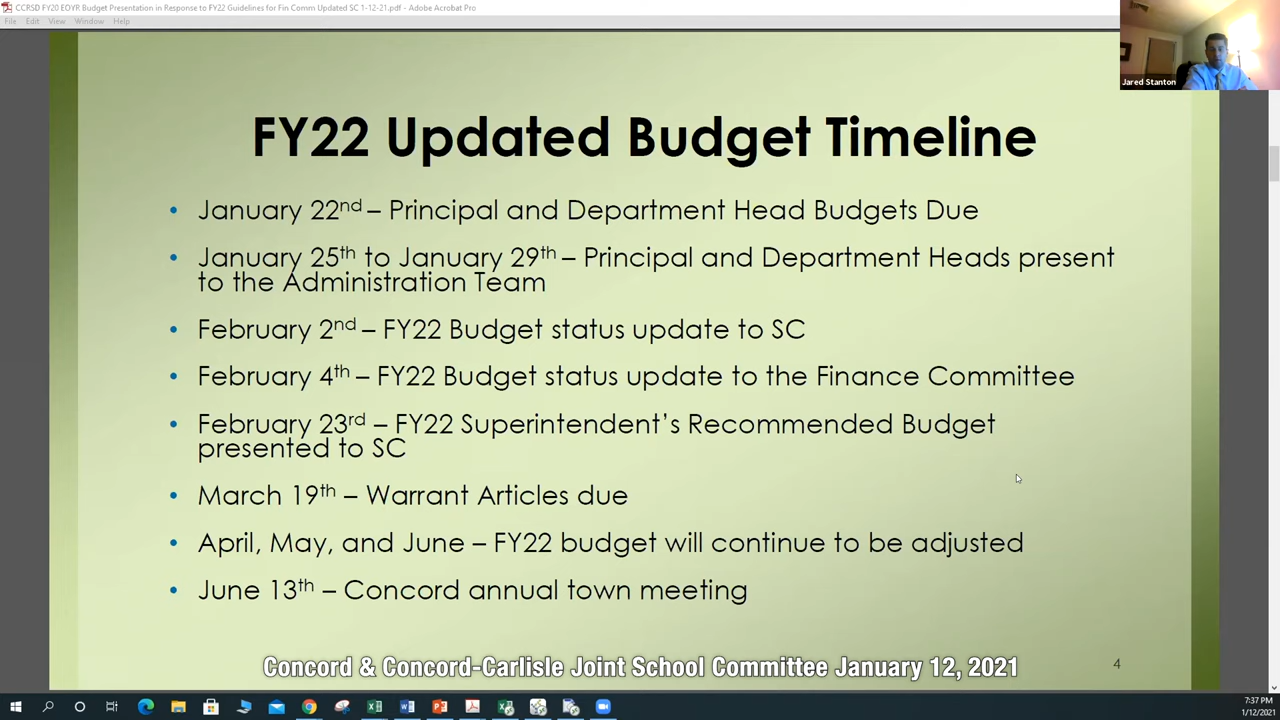 CCRSD FY20 EOYR Budget Presentation in Response to FY22 Guidelines for Fin Comm Updated SC 1-12-21.pdf - Adobe Acrobat Pro
File Edit View Window Help
Jared Stanton
FY22 Updated Budget Timeline
• January 22nd – Principal and Department Head Budgets Due
• January 25th to January 29th – Principal and Department Heads present
to the Administration Team
• February 2nd – FY22 Budget status update to SC
• February 4th – FY22 Budget status update to the Finance Committee
• February 23rd – FY22 Superintendent’s Recommended Budget
presented to SC
• March 19th – Warrant Articles due
• April, May, and June – FY22 budget will continue to be adjusted
• June 13th – Concord annual town meeting
Concord & Concord-Carlisle Joint School Committee January 12, 2021
4
7:37 PM
1/12/2021